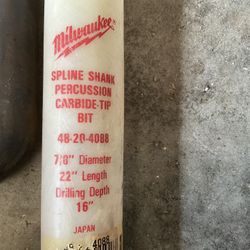 Milwaukee
SPLINE SHANK
PERCUSSION
CARBIDE-TIP
BIT
48-20-4088
7/8" Diameter
22" Length
Drilling Depth
16"
JAPAN
4088